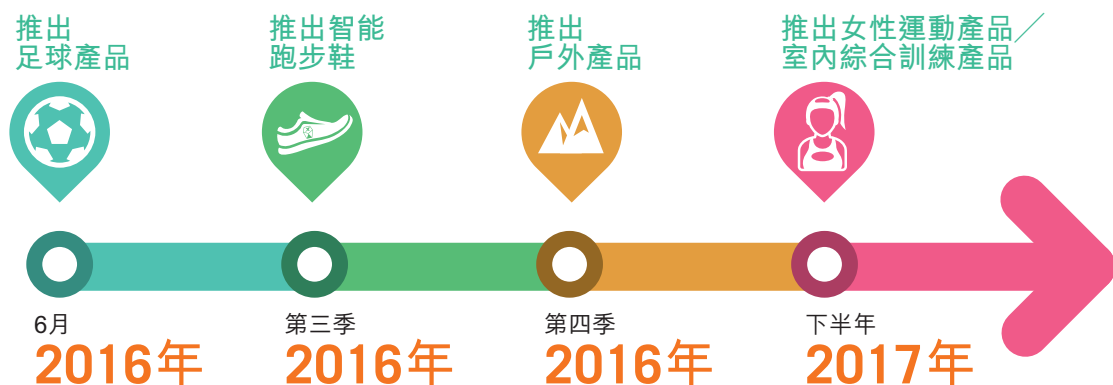 推出
足球產品
推出智能
跑步鞋
推出
戶外產品
推出女性運動產品／
室內綜合訓練產品
6月
2016年
第三季
2016年
第四季
2016年
下半年
2017年